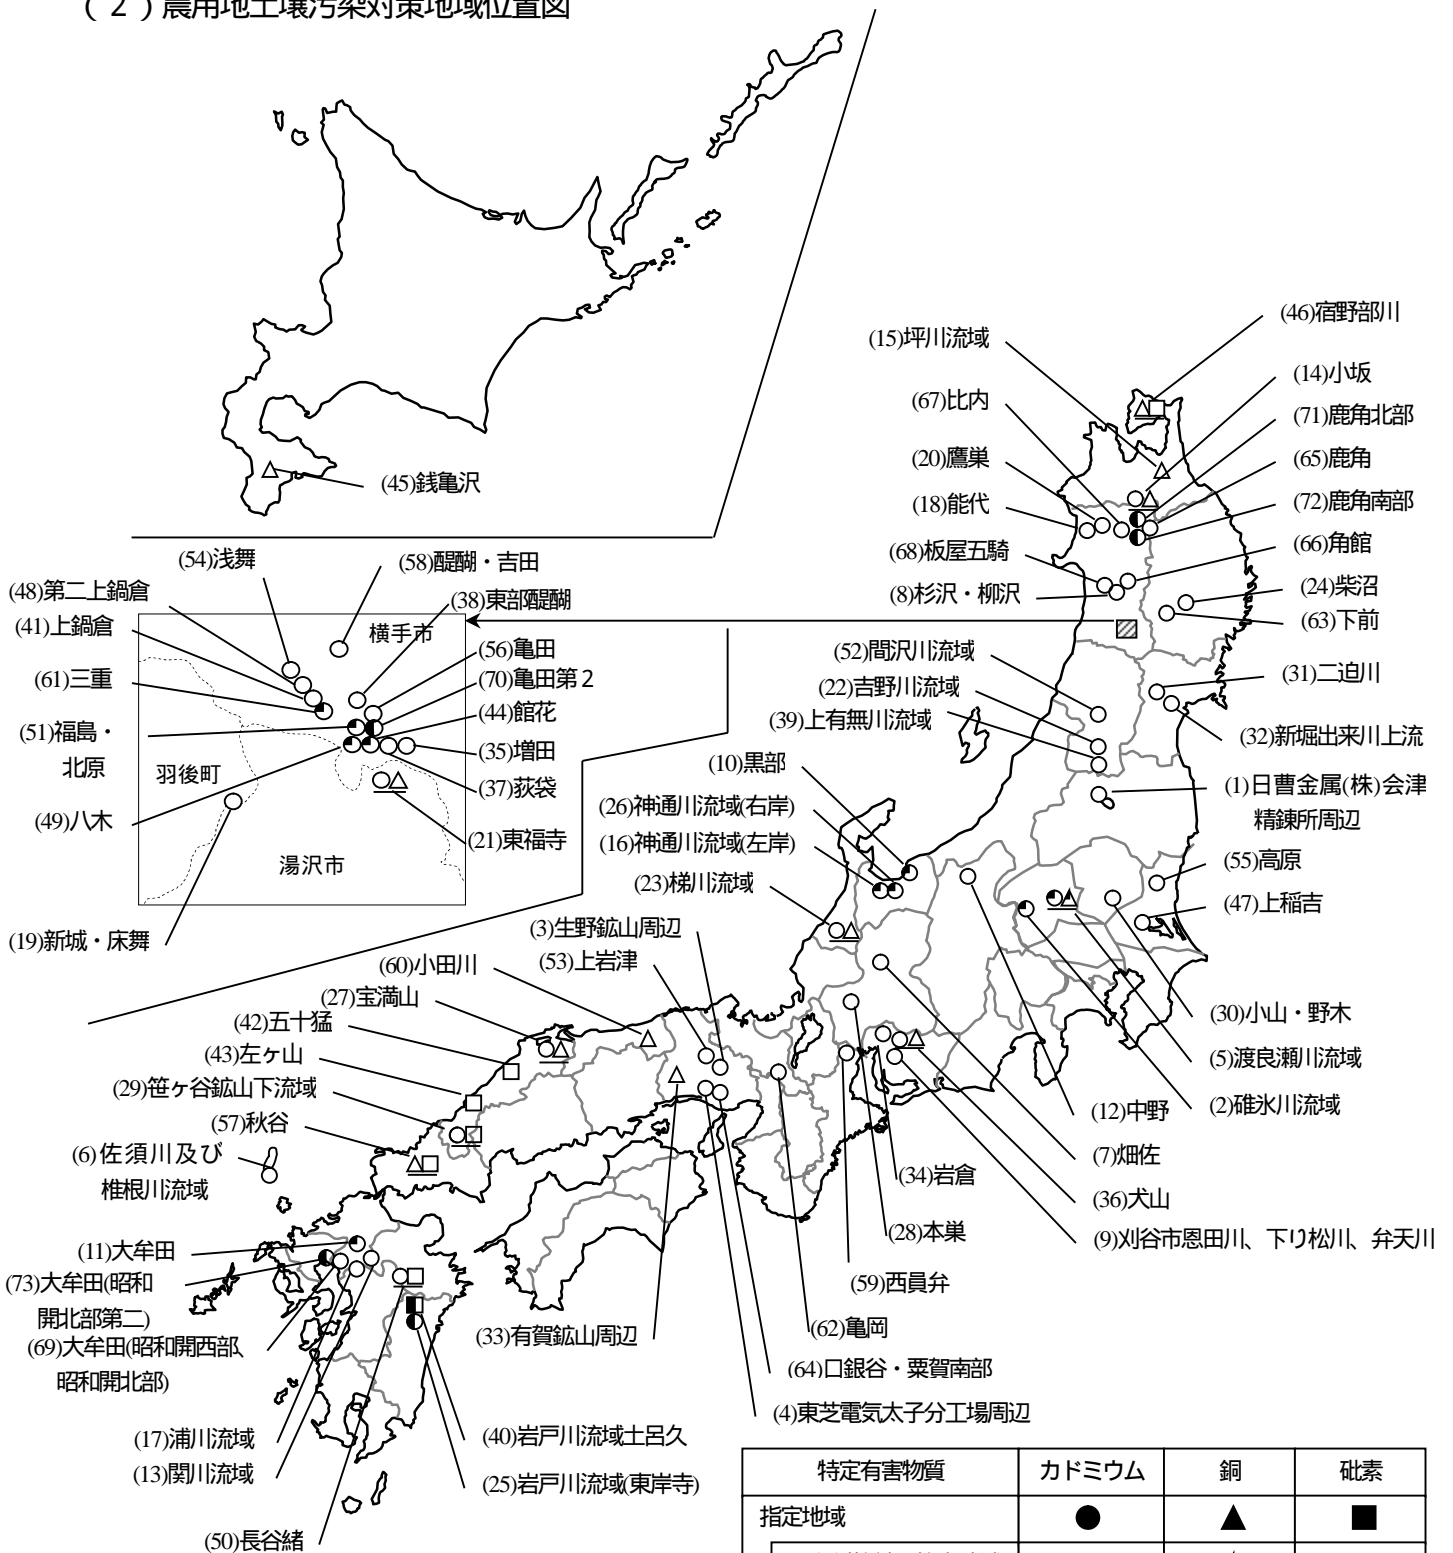 (２)農用地土壌汚染対策地域位置図
(45)銭亀沢
(46)宿野部川
(15)坪川流域
(14)小坂
(67)比内
(71)鹿角北部
(20)鷹巣
(65)鹿角
(18)能代
(72)鹿角南部
(68)板屋五騎
(66)角館
(8)杉沢・柳沢
(24)柴沼
(63)下前
(52)間沢川流域
(31)二迫川
(22)吉野川流域
(39)上有無川流域
(32)新堀出来川上流
(1)日曹金属(株)会津
精錬所周辺
(55)高原
(47)上稲吉
(54)浅舞
(58)醍醐・吉田
(48)第二上鍋倉
(38)東部醍醐
(41)上鍋倉
横手市
(56)亀田
(61)三重
(70)亀田第２
(44)館花
(51)福島・
北原
(35)増田
羽後町
(37)荻袋
(49)八木
(21)東福寺
湯沢市
(19)新城・床舞
(10)黒部
(26)神通川流域(右岸)
(16)神通川流域(左岸)
(23)梯川流域
(3)生野鉱山周辺
(53)上岩津
(60)小田川
(27)宝満山
(42)五十猛
(43)左ヶ山
(29)笹ヶ谷鉱山下流域
(57)秋谷
(6)佐須川及び
椎根川流域
(30)小山・野木
(5)渡良瀬川流域
(2)碓氷川流域
(12)中野
(7)畑佐
(34)岩倉
(36)犬山
(28)本巣
(9)刈谷市恩田川、下り松川、弁天川
(59)西員弁
(62)亀岡
(33)有賀鉱山周辺
(64)口銀谷・粟賀南部
(4)東芝電気太子分工場周辺
(11)大牟田
(73)大牟田(昭和
開北部第二)
(69)大牟田(昭和開西部、
昭和開北部)
(17)浦川流域
(13)関川流域
(40)岩戸川流域土呂久
(25)岩戸川流域(東岸寺)
(50)長谷緒
特定有害物質 カドミウム 銅 砒素
指定地域 ● ▲ ■